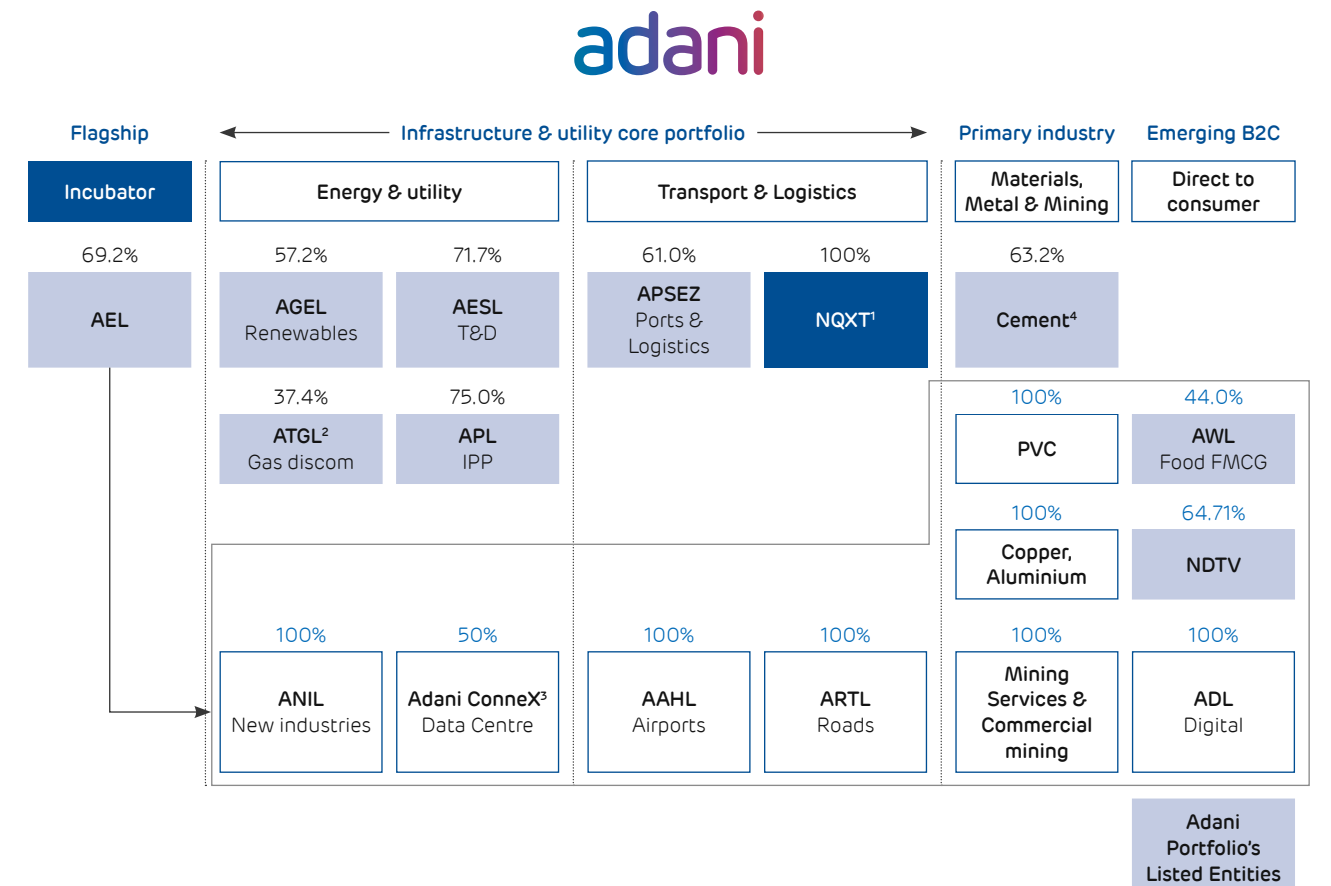 adani
Flagship
Infrastructure & utility core portfolio
Primary industry
Emerging B2C
Incubator
Energy & utility
Transport & Logistics
Materials,
Metal & Mining
Direct to
consumer
69.2%
57.2%
71.7%
61.0%
100%
63.2%
AEL
AGEL
Renewables
AESL
T&D
APSEZ
Ports &
Logistics
NQXT¹
Cement⁴
37.4%
75.0%
100%
44.0%
ATGL²
Gas discom
APL
IPP
PVC
AWL
Food FMCG
100%
64.71%
Copper,
Aluminium
NDTV
100%
50%
100%
100%
100%
100%
ANIL
New industries
Adani ConneX³
Data Centre
AAHL
Airports
ARTL
Roads
Mining
Services &
Commercial
mining
ADL
Digital
Adani
Portfolio's
Listed Entities